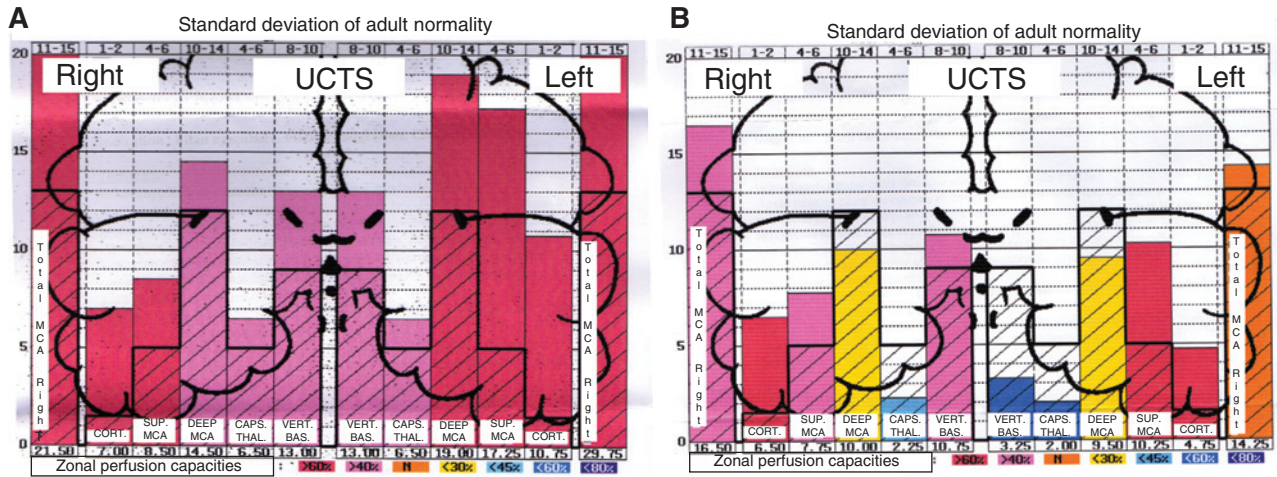 A
Standard deviation of adult normality
11-15 1-2 4-6 10-14 4-6 8-10 8-10 4-6 10-14 4-6 1-2 11-15
Right UCTS Left
20
15
10
5
0
Total MCA Right
Total MCA Right
CORT. SUP. MCA DEEP MCA CAPS. THAL. VERT. BAS. VERT. BAS. CAPS. THAL. DEEP MCA SUP. MCA CORT.
21.50 7.00 8.50 14.50 6.50 13.00 13.00 6.50 19.00 17.25 10.75 29.75
Zonal perfusion capacities : >60% >40% N <30% <45% <60% <80%
B
Standard deviation of adult normality
11-15 1-2 4-6 10-14 4-6 8-10 8-10 4-6 10-14 4-6 1-2 11-15
Right UCTS Left
20
15
10
5
0
Total MCA Right
Total MCA Right
CORT. SUP. MCA DEEP MCA CAPS. THAL. VERT. BAS. VERT. BAS. CAPS. THAL. DEEP MCA SUP. MCA CORT.
16.50 6.50 7.75 10.00 2.25 10.75 3.25 2.00 9.50 10.25 4.75 14.25
Zonal perfusion capacities : >60% >40% N <30% <45% <60% <80%